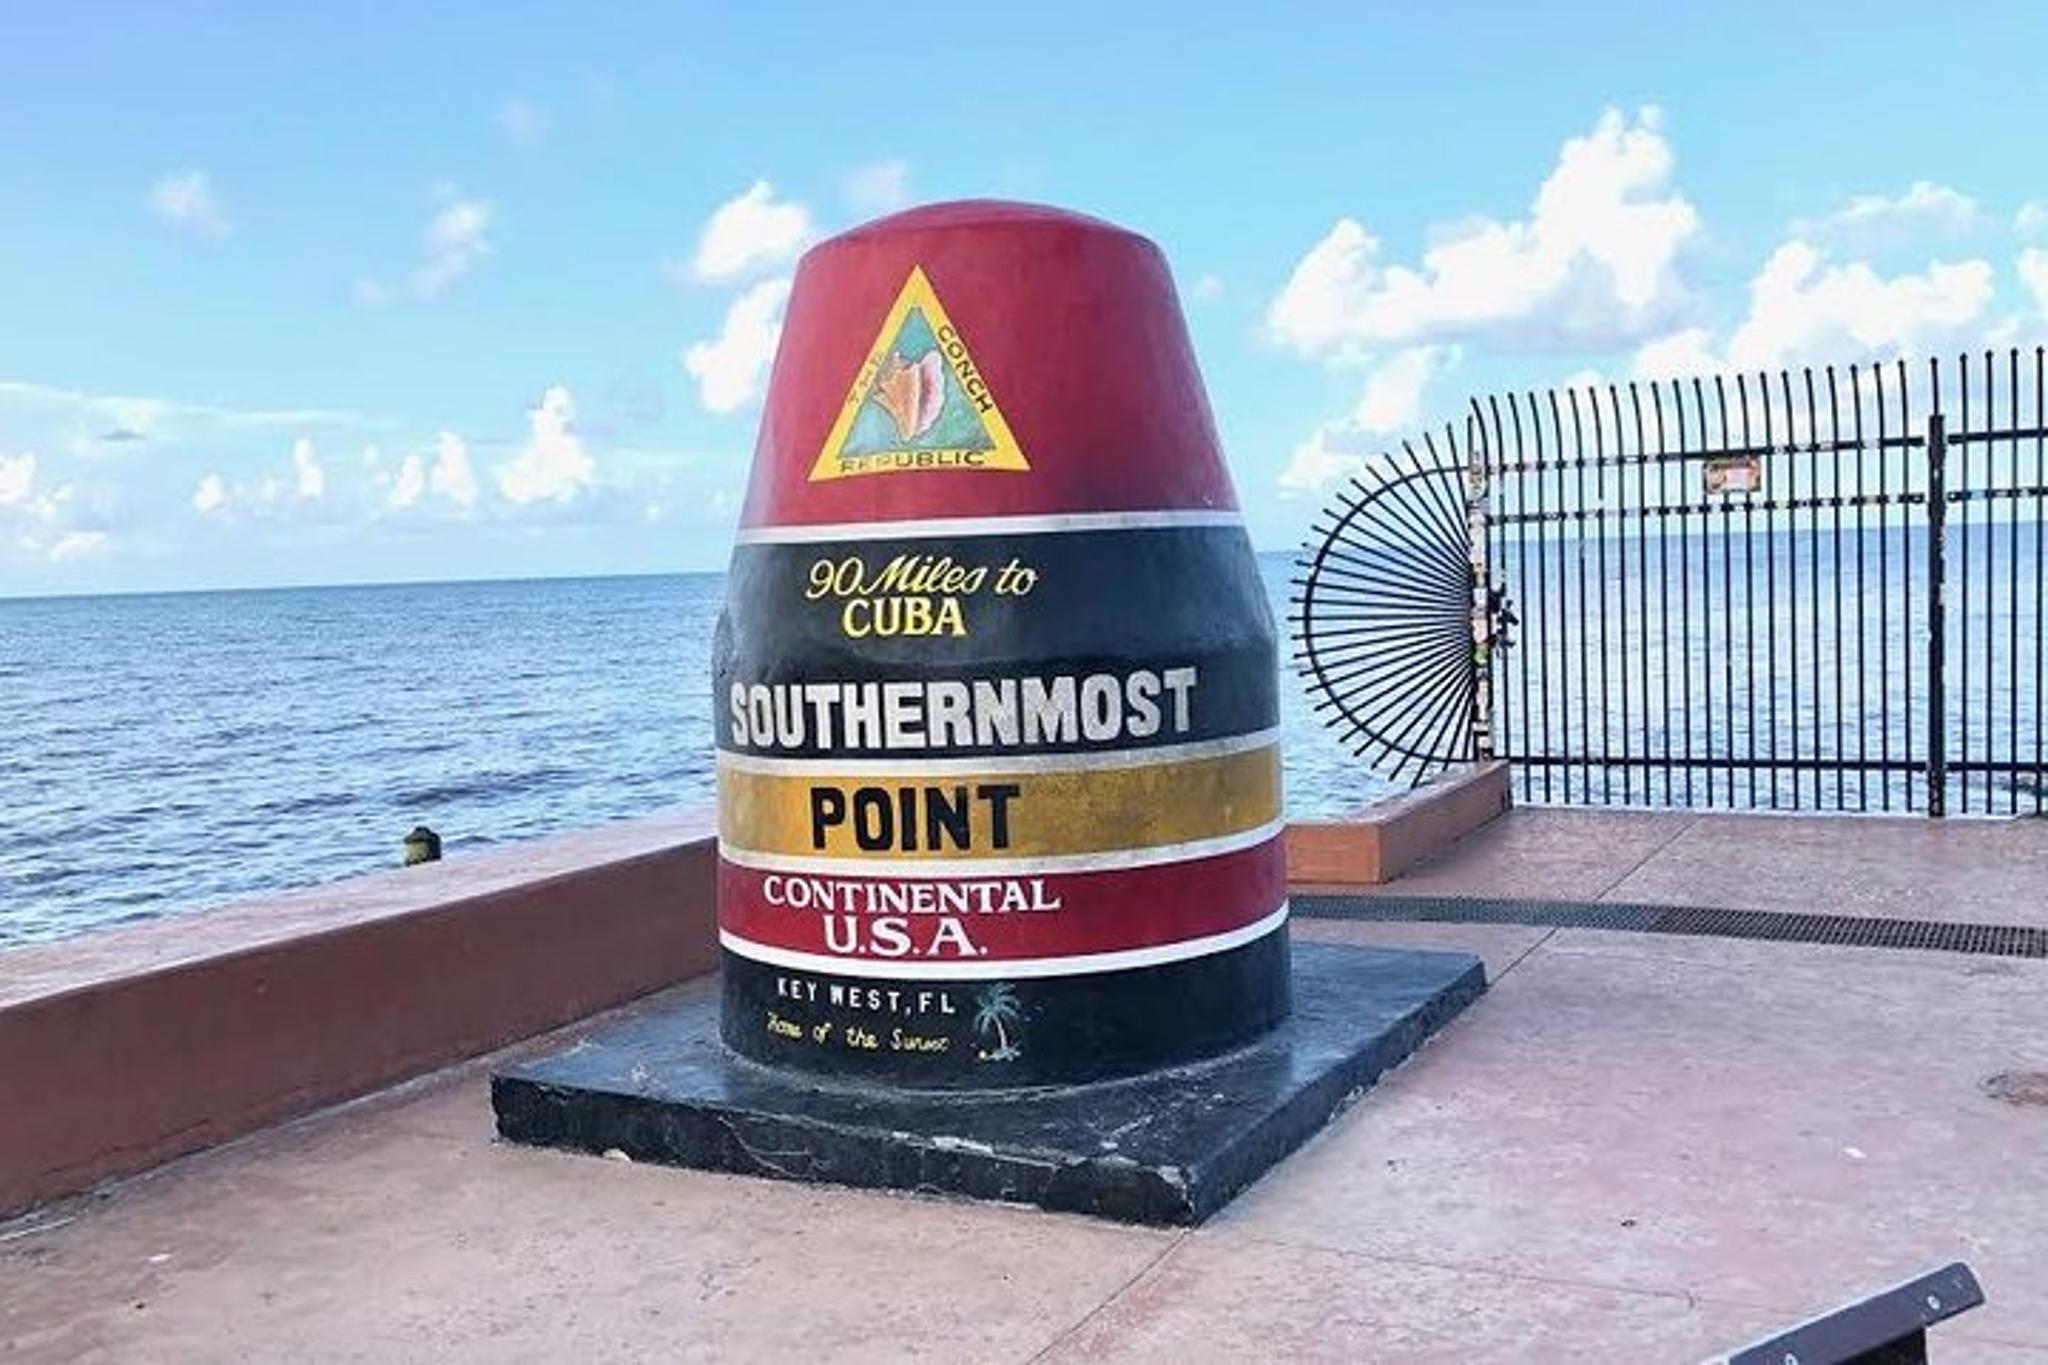 THE CONCH
REPUBLIC
90 Miles to
CUBA
SOUTHERNMOST
POINT
CONTINENTAL
U.S.A.
KEY WEST, FL
Home of the Sunset